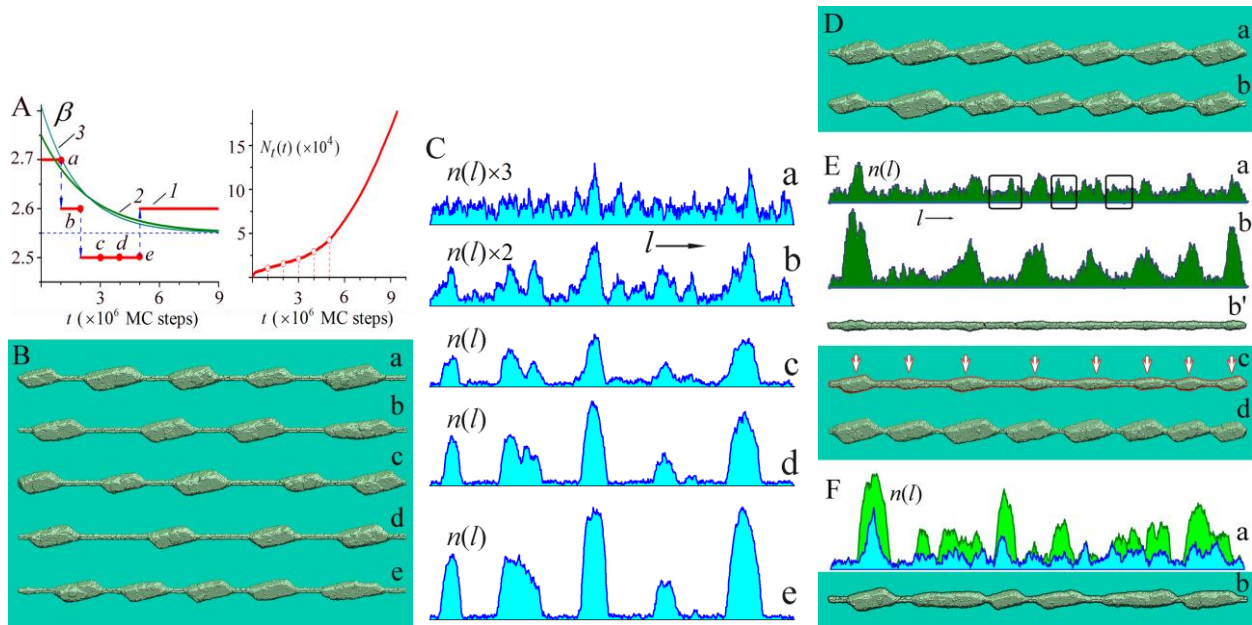 A
β
3
a
2.7
2
1
2.6
b
c
d
e
2.5
3
6
9
t (×10⁶ MC steps)
Nₜ(t) (×10⁴)
15
10
5
3
6
9
t (×10⁶ MC steps)
B
a
b
c
d
e
C
n(l)×3
a
l
n(l)×2
b
n(l)
c
n(l)
d
n(l)
e
D
a
b
E
n(l)
a
l
b
b'
c
d
F
n(l)
a
b